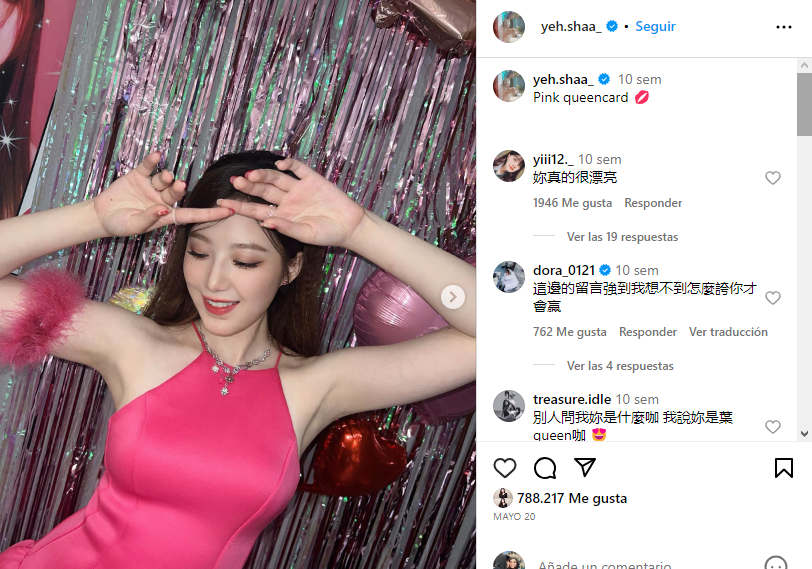 yeh.shaa_ • Seguir
yeh.shaa_ 10 sem
Pink queencard 💋
yiii12._ 10 sem
妳真的很漂亮
1946 Me gusta Responder
Ver las 19 respuestas
dora_0121 10 sem
這邊的留言強到我想不到怎麼誇你才
會贏
762 Me gusta Responder Ver traducción
Ver las 4 respuestas
treasure.idle 10 sem
別人問我妳是什麼咖 我說妳是葉
queen咖 😍
788.217 Me gusta
MAYO 20
Añade un comentario...